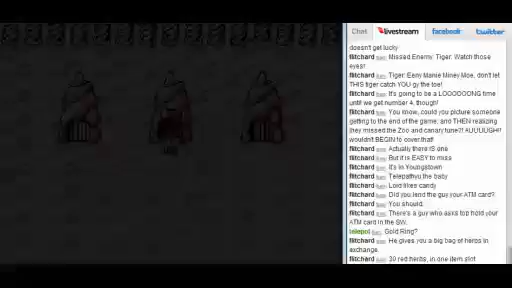 Chat livestream facebook twitter
doesn't get lucky
flitchard: Missed Enemy: Tiger. Watch those
eyes!
flitchard: Tiger: Eeny Manie Miney Moe, don't let
THIS tiger catch YOU gy the toe!
flitchard: It's going to be a LOOOOOONG time
until we get number 4, though!
flitchard: You know, could you picture someone
getting to the end of the game, and THEN realizing
they missed the Zoo and canary tune?!
wouldn't BEGIN to cover that!
flitchard: Actually there IS one
flitchard: But it is EASY to miss
flitchard: It's in Youngstown
flitchard: Telepathy the baby
flitchard: Loid likes candy
flitchard: Did you lend the guy your ATM card?
flitchard: You should.
flitchard: There's a guy who asks top hold your
ATM card in the SW.
Gold Ring?
flitchard: He gives you a big bag of herbs in
exchange.
flitchard: 30 red herbs, in one item slot